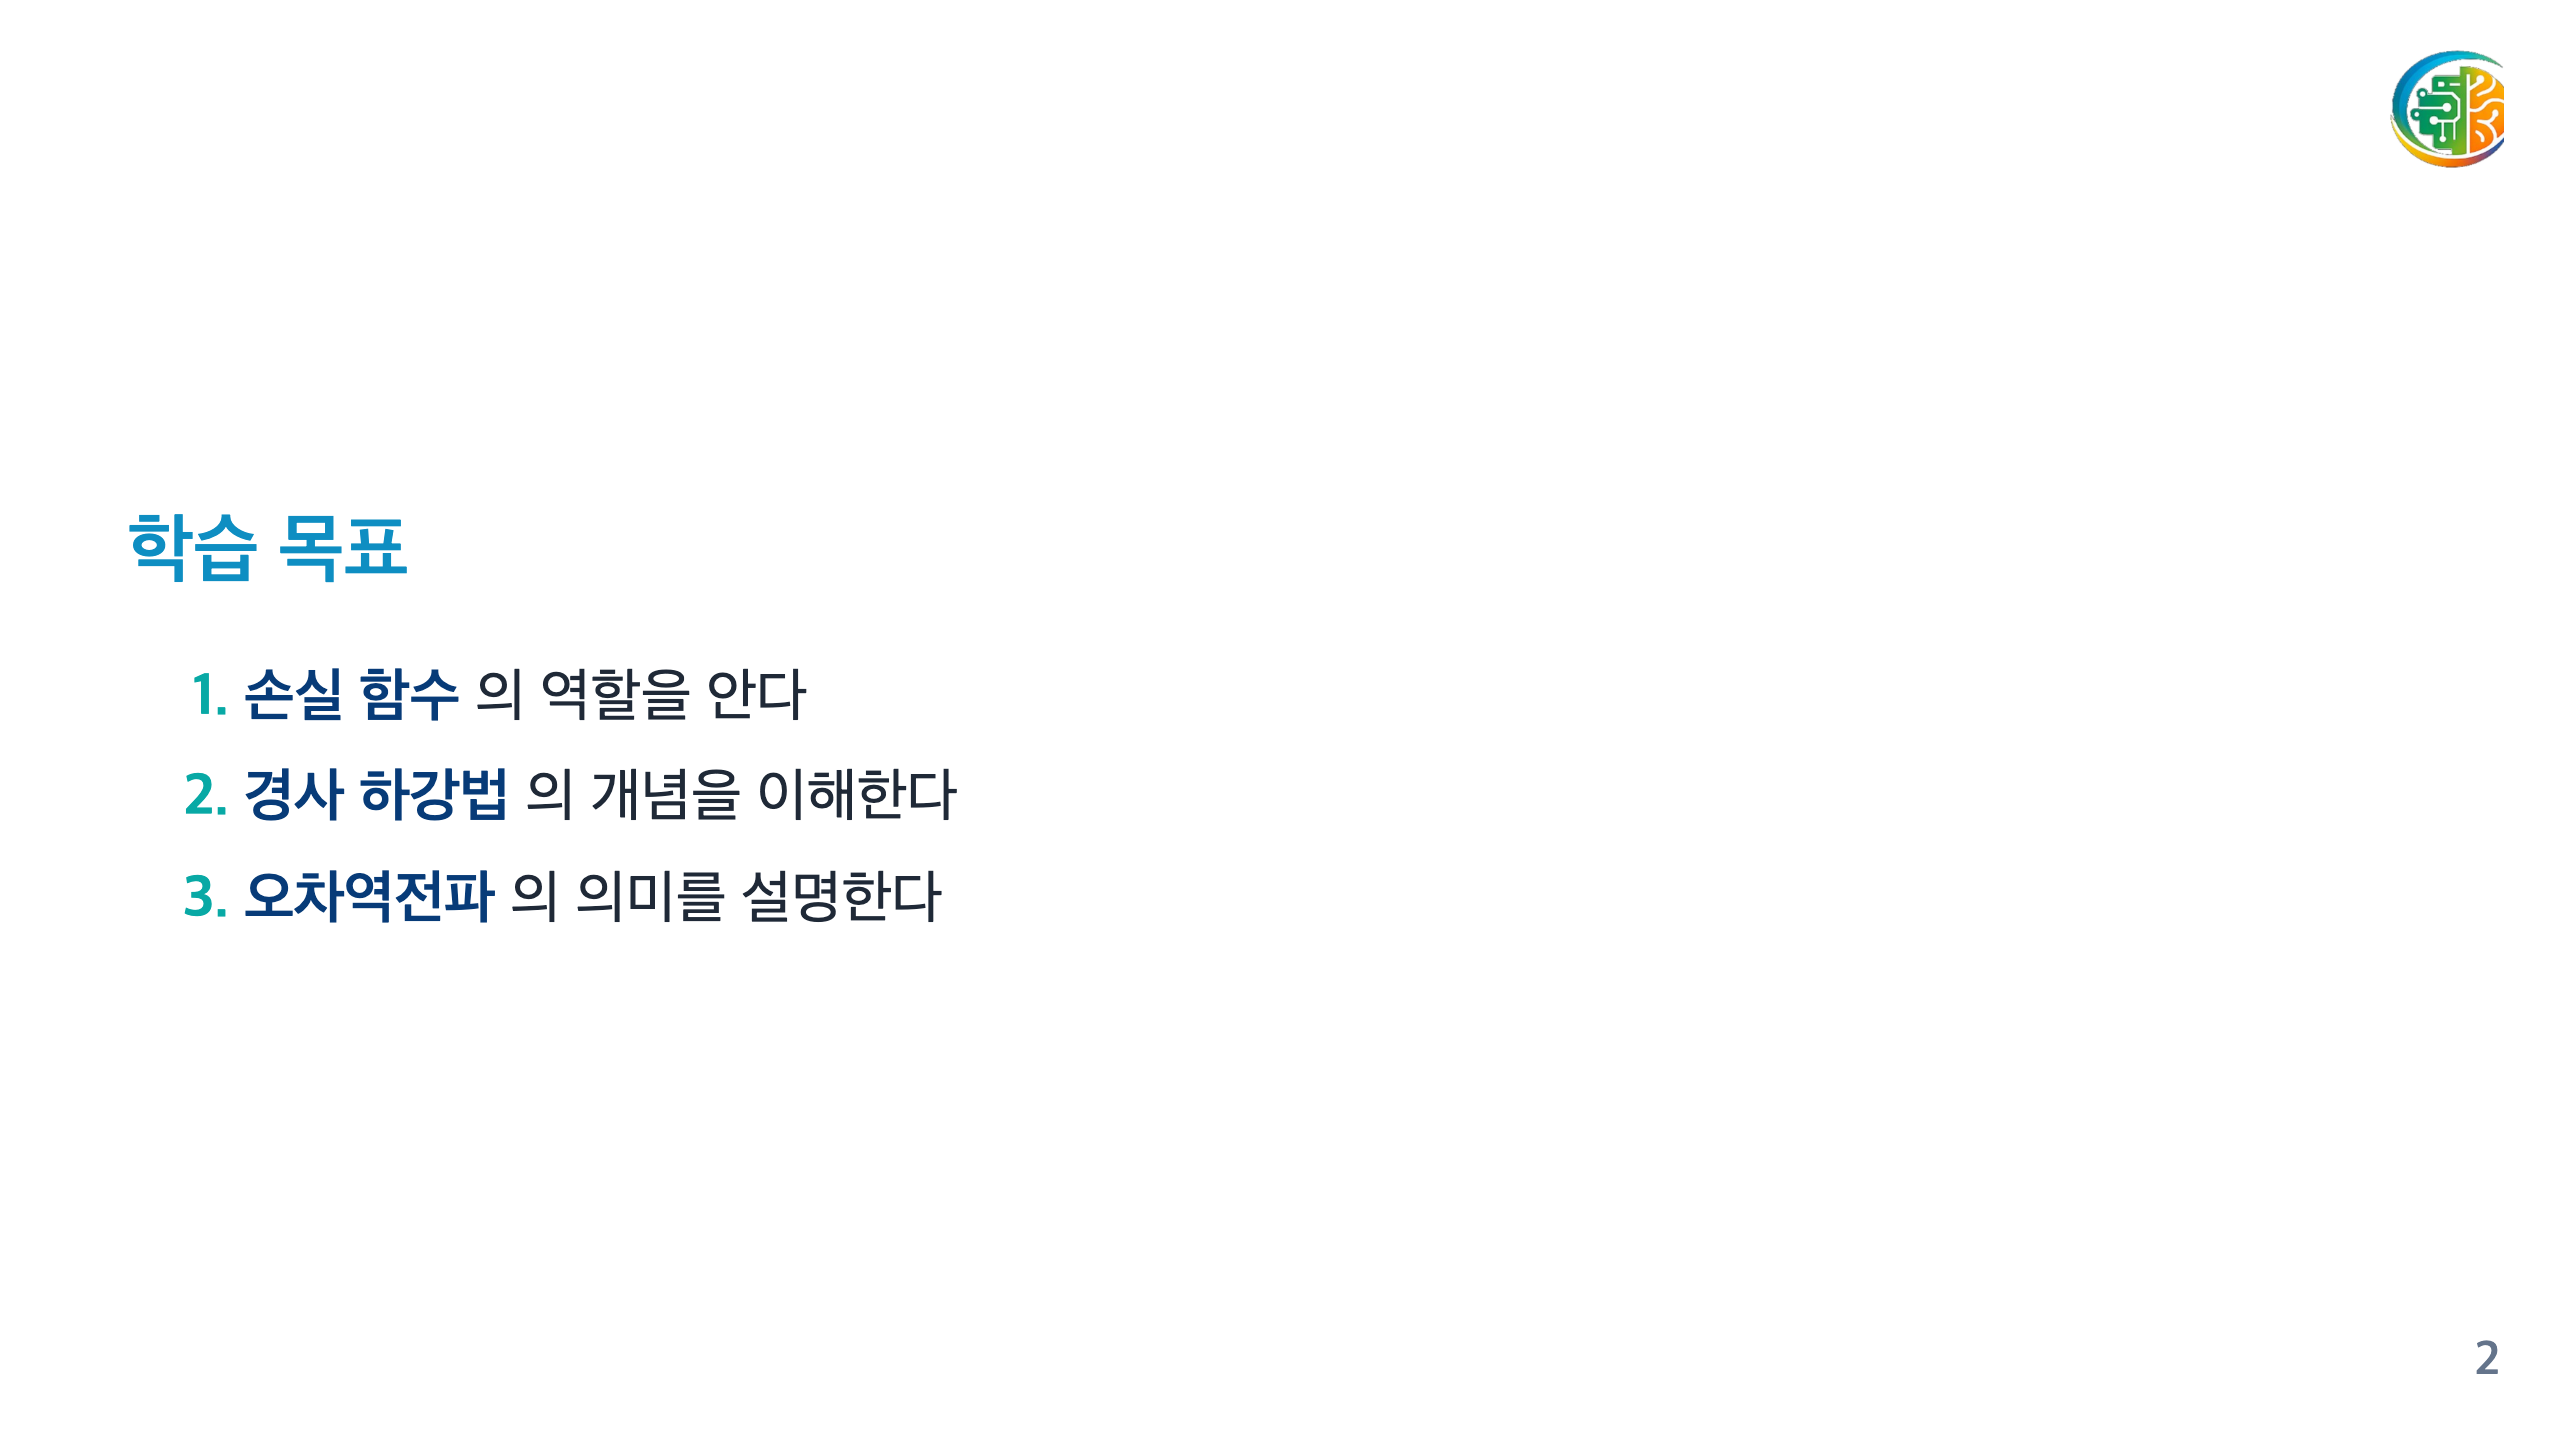 학습 목표
1. 손실 함수 의 역할을 안다
2. 경사 하강법 의 개념을 이해한다
3. 오차역전파 의 의미를 설명한다
2